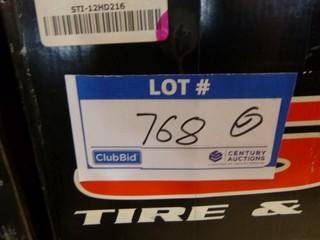 STI-12HD216
LOT #
768 6
ClubBid CENTURY AUCTIONS
TIRE &